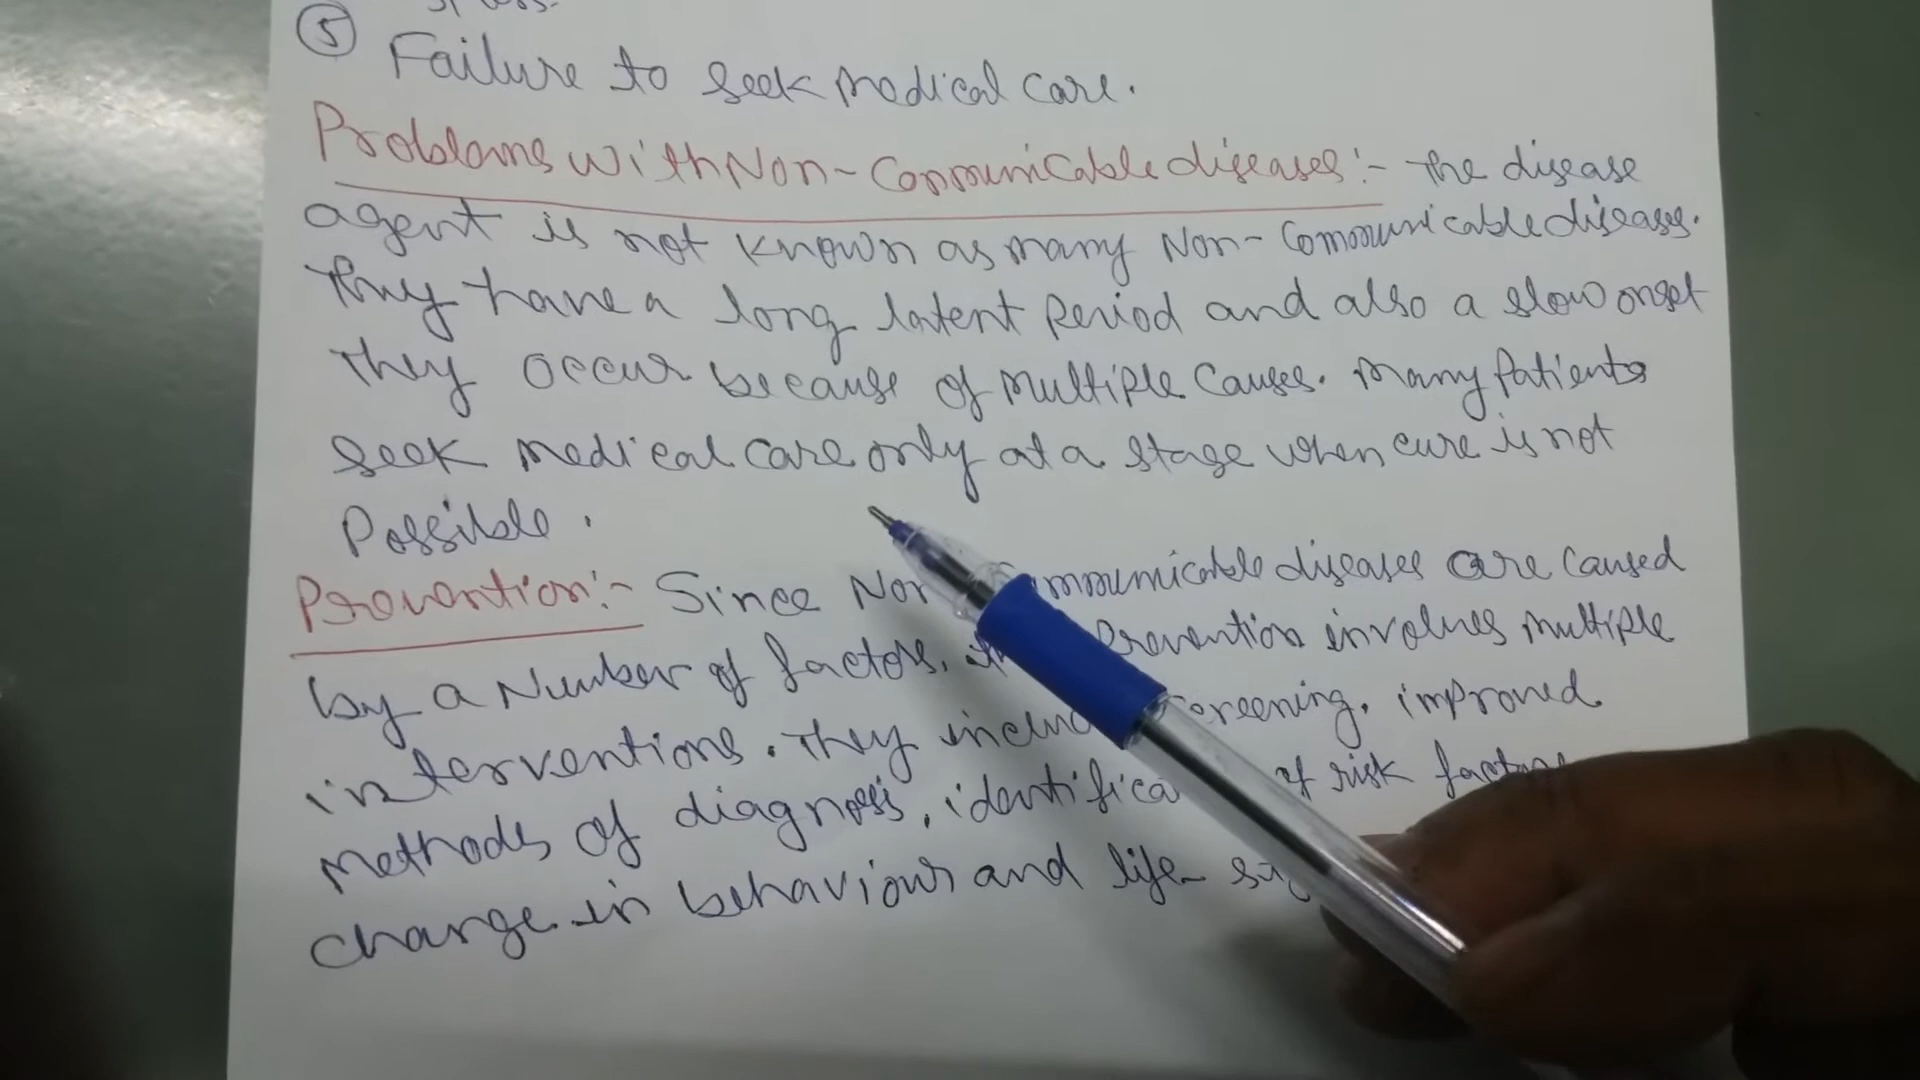 ⑤ Failure to seek medical care.
Problems with Non-Communicable diseases:- The disease
agent is not known as many Non-Communicable diseases.
They have a long latent period and also a slow onset
They occur because of multiple causes. Many patients
seek medical care only at a stage when cure is not
Possible.
Prevention:- Since diseases are caused
by a Number of factors, Prevention involves multiple
interventions. They screening, improved
methods of diagnosis, of risk factors
change in behaviour and life